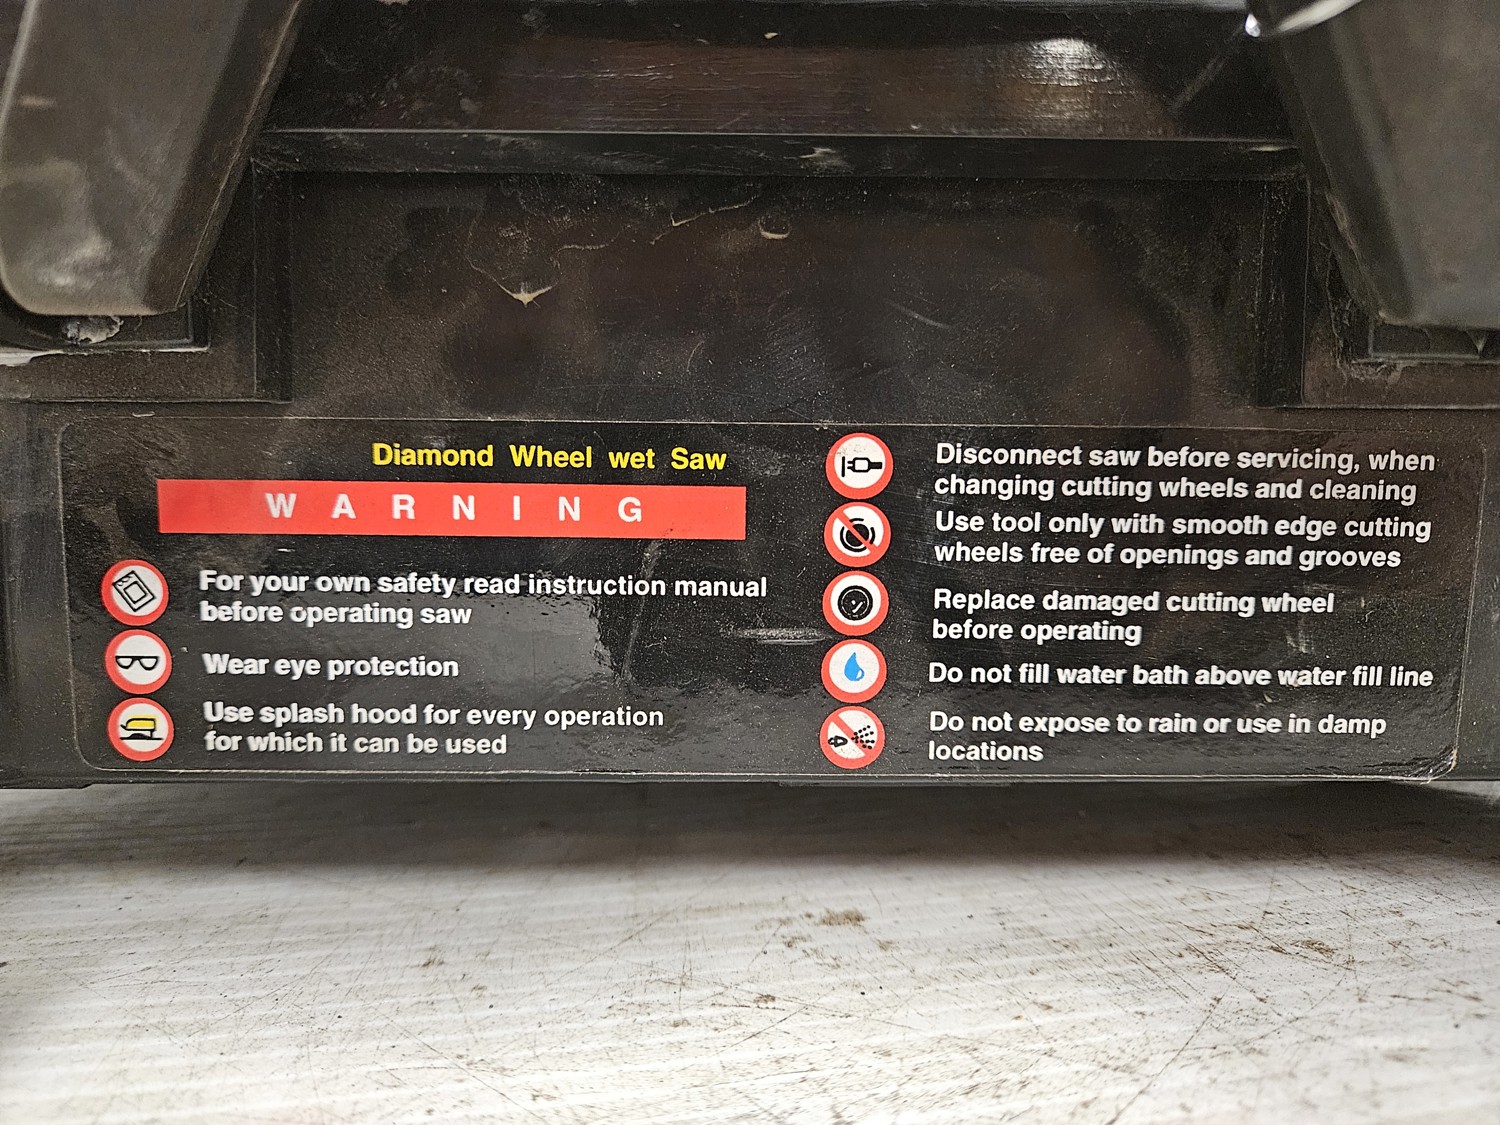 Diamond Wheel wet Saw
WARNING
For your own safety read instruction manual
before operating saw
Wear eye protection
Use splash hood for every operation
for which it can be used
Disconnect saw before servicing, when
changing cutting wheels and cleaning
Use tool only with smooth edge cutting
wheels free of openings and grooves
Replace damaged cutting wheel
before operating
Do not fill water bath above water fill line
Do not expose to rain or use in damp
locations